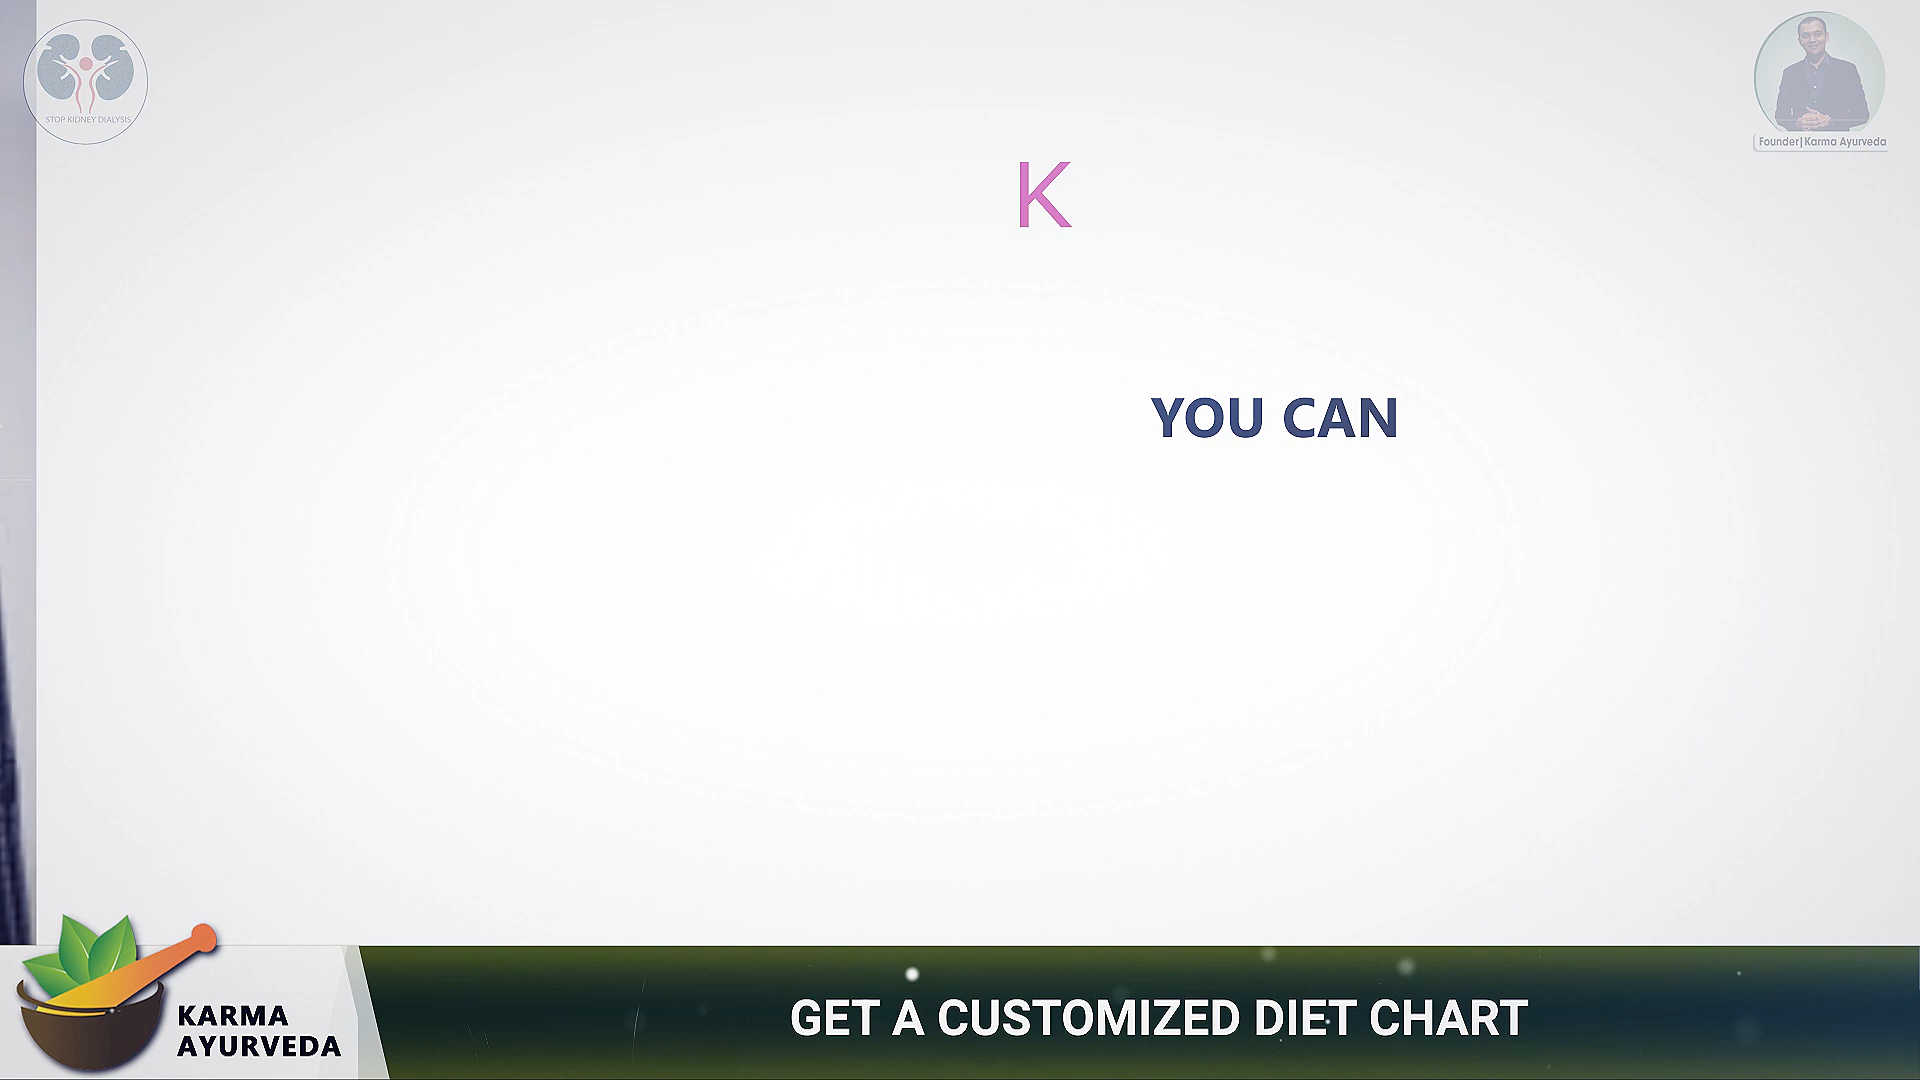 STOP KIDNEY DIALYSIS
Founder|Karma Ayurveda
K
YOU CAN
KARMA
AYURVEDA
GET A CUSTOMIZED DIET CHART